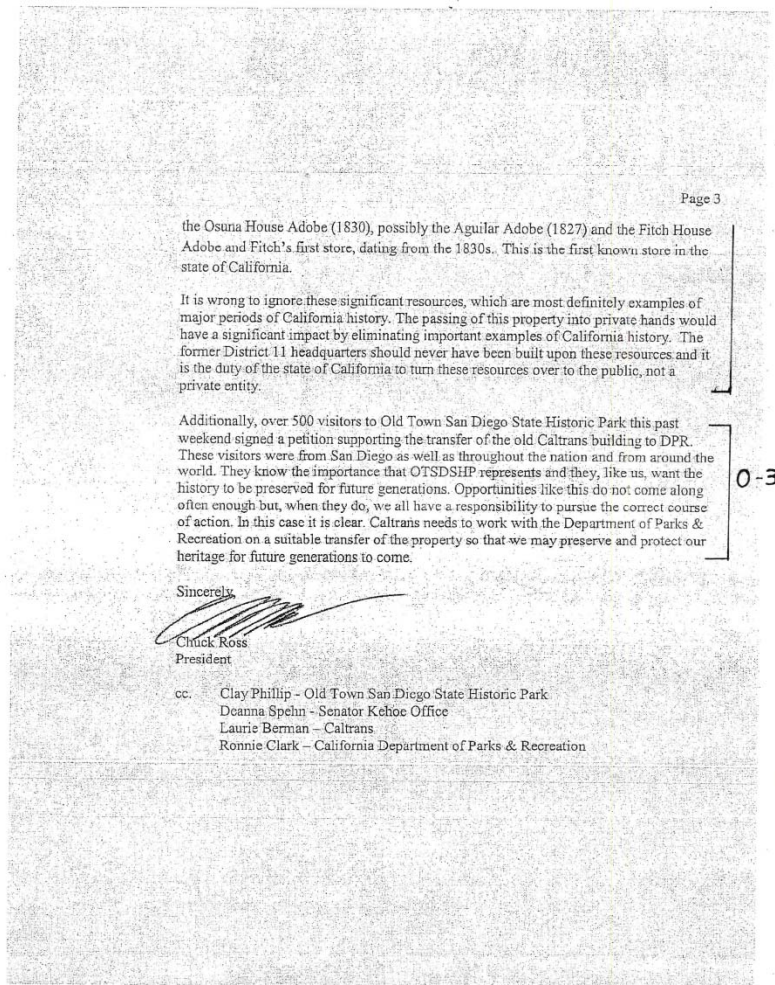 Page 3
the Osuna House Adobe (1830), possibly the Aguilar Adobe (1827) and the Fitch House
Adobe and Fitch's first store, dating from the 1830s. This is the first known store in the
state of California.
It is wrong to ignore these significant resources, which are most definitely examples of
major periods of California history. The passing of this property into private hands would
have a significant impact by eliminating important examples of California history. The
former District 11 headquarters should never have been built upon these resources and it
is the duty of the state of California to turn these resources over to the public, not a
private entity.
Additionally, over 500 visitors to Old Town San Diego State Historic Park this past
weekend signed a petition supporting the transfer of the old Caltrans building to DPR.
These visitors were from San Diego as well as throughout the nation and from around the
world. They know the importance that OTSDSHP represents and they, like us, want the
history to be preserved for future generations. Opportunities like this do not come along
often enough but, when they do, we all have a responsibility to pursue the correct course
of action. In this case it is clear. Caltrans needs to work with the Department of Parks &
Recreation on a suitable transfer of the property so that we may preserve and protect our
heritage for future generations to come.
O-3
Sincerely,
Chuck Ross
President
cc. Clay Phillip - Old Town San Diego State Historic Park
Deanna Spehn - Senator Kehoe Office
Laurie Berman – Caltrans
Ronnie Clark – California Department of Parks & Recreation